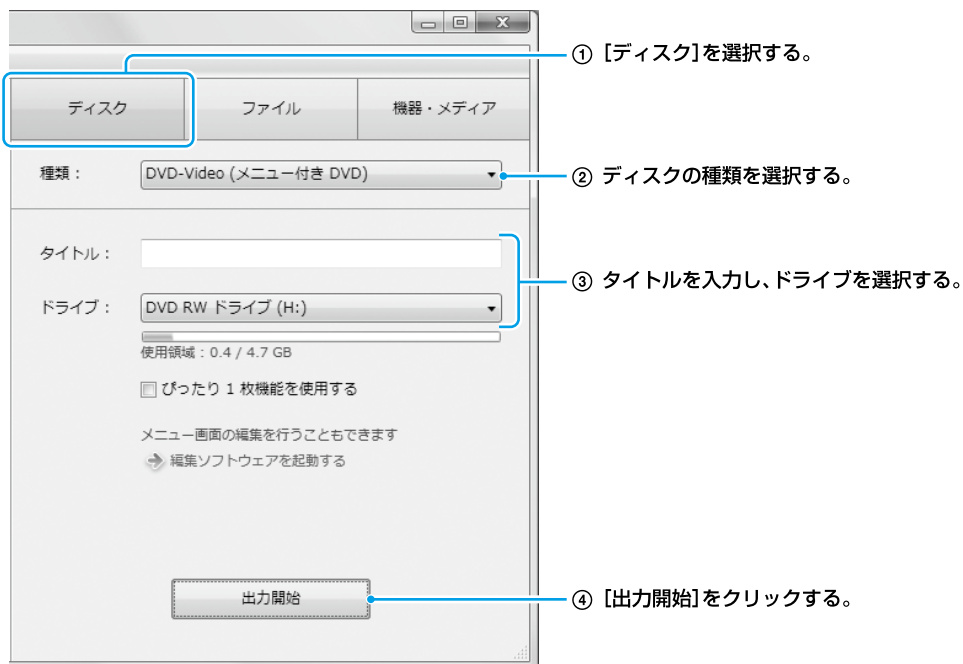 ① [ディスク]を選択する。
ディスク
ファイル
機器・メディア
種類：
DVD-Video (メニュー付き DVD)
② ディスクの種類を選択する。
タイトル：
③ タイトルを入力し、ドライブを選択する。
ドライブ：
DVD RW ドライブ (H:)
使用領域：0.4 / 4.7 GB
ぴったり 1 枚機能を使用する
メニュー画面の編集を行うこともできます
編集ソフトウェアを起動する
出力開始
④ [出力開始]をクリックする。